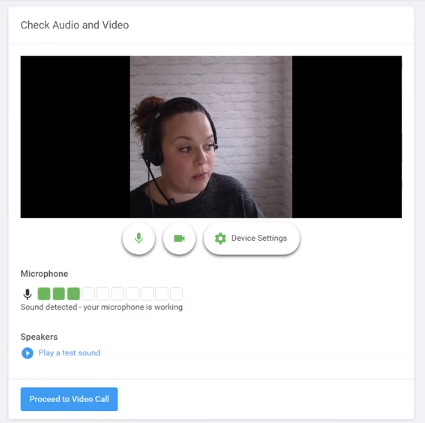 Check Audio and Video
Device Settings
Microphone
Sound detected - your microphone is working
Speakers
Play a test sound
Proceed to Video Call